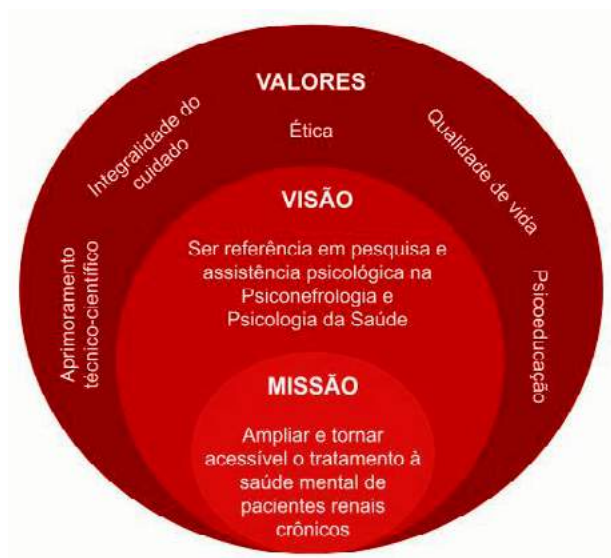 VALORES
Ética
Integralidade do
cuidado
Qualidade de vida
Aprimoramento
técnico-científico
Psicoeducação
VISÃO
Ser referência em pesquisa e
assistência psicológica na
Psiconefrologia e
Psicologia da Saúde
MISSÃO
Ampliar e tornar
acessível o tratamento à
saúde mental de
pacientes renais
crônicos